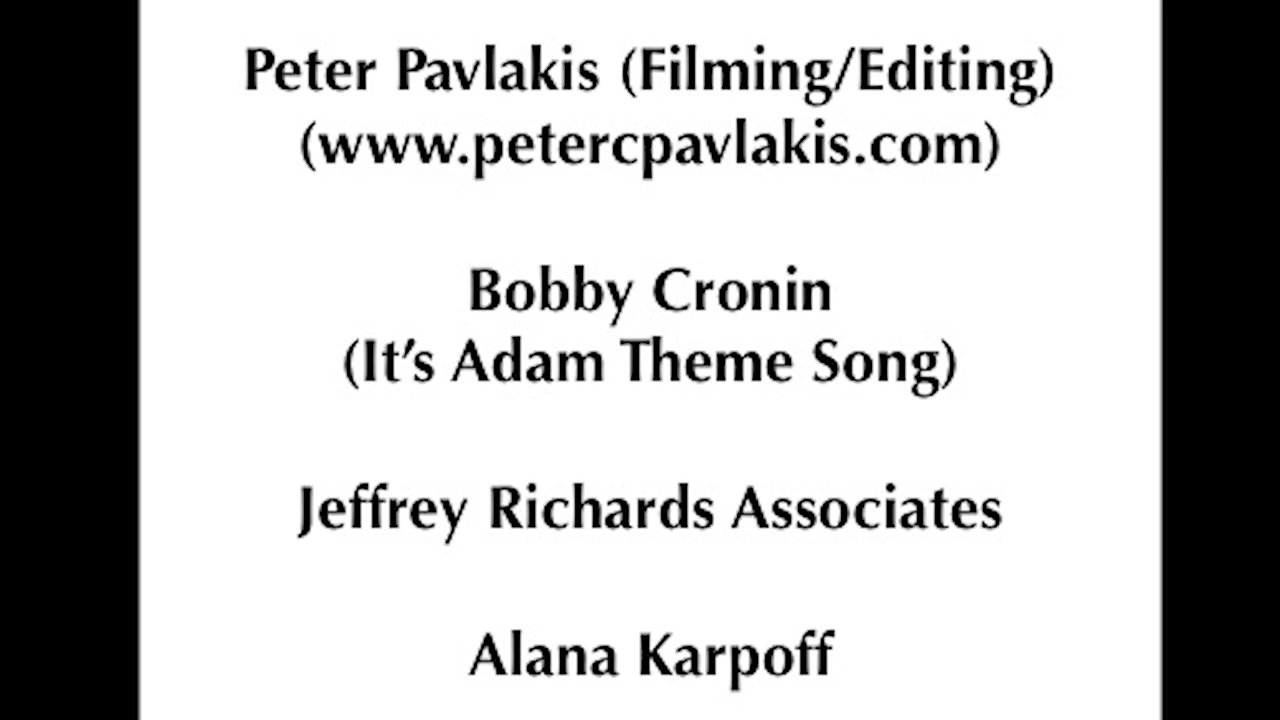 Peter Pavlakis (Filming/Editing)
(www.petercpavlakis.com)
Bobby Cronin
(It’s Adam Theme Song)
Jeffrey Richards Associates
Alana Karpoff